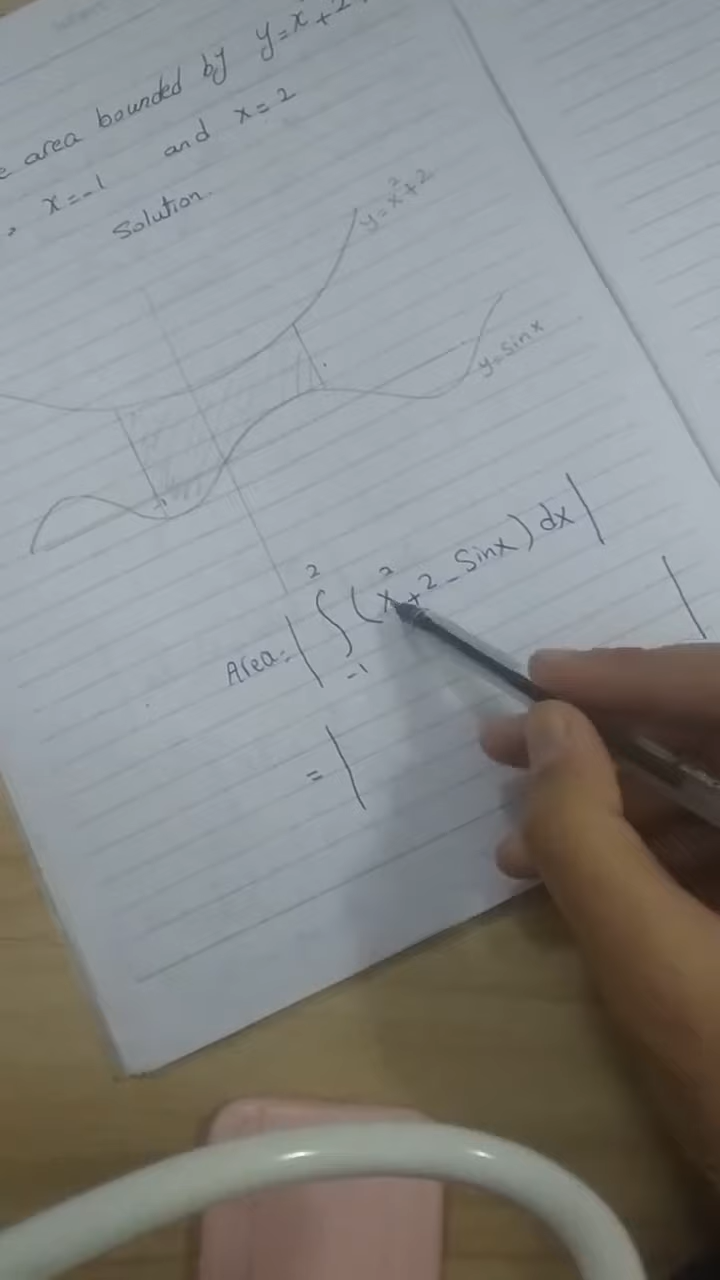 area bounded by y=x²+2
, x=-1 and x=2
Solution.
y=x²+2
y=sinx
Area=|∫₋₁² (x²+2-Sinx)dx|
=| |